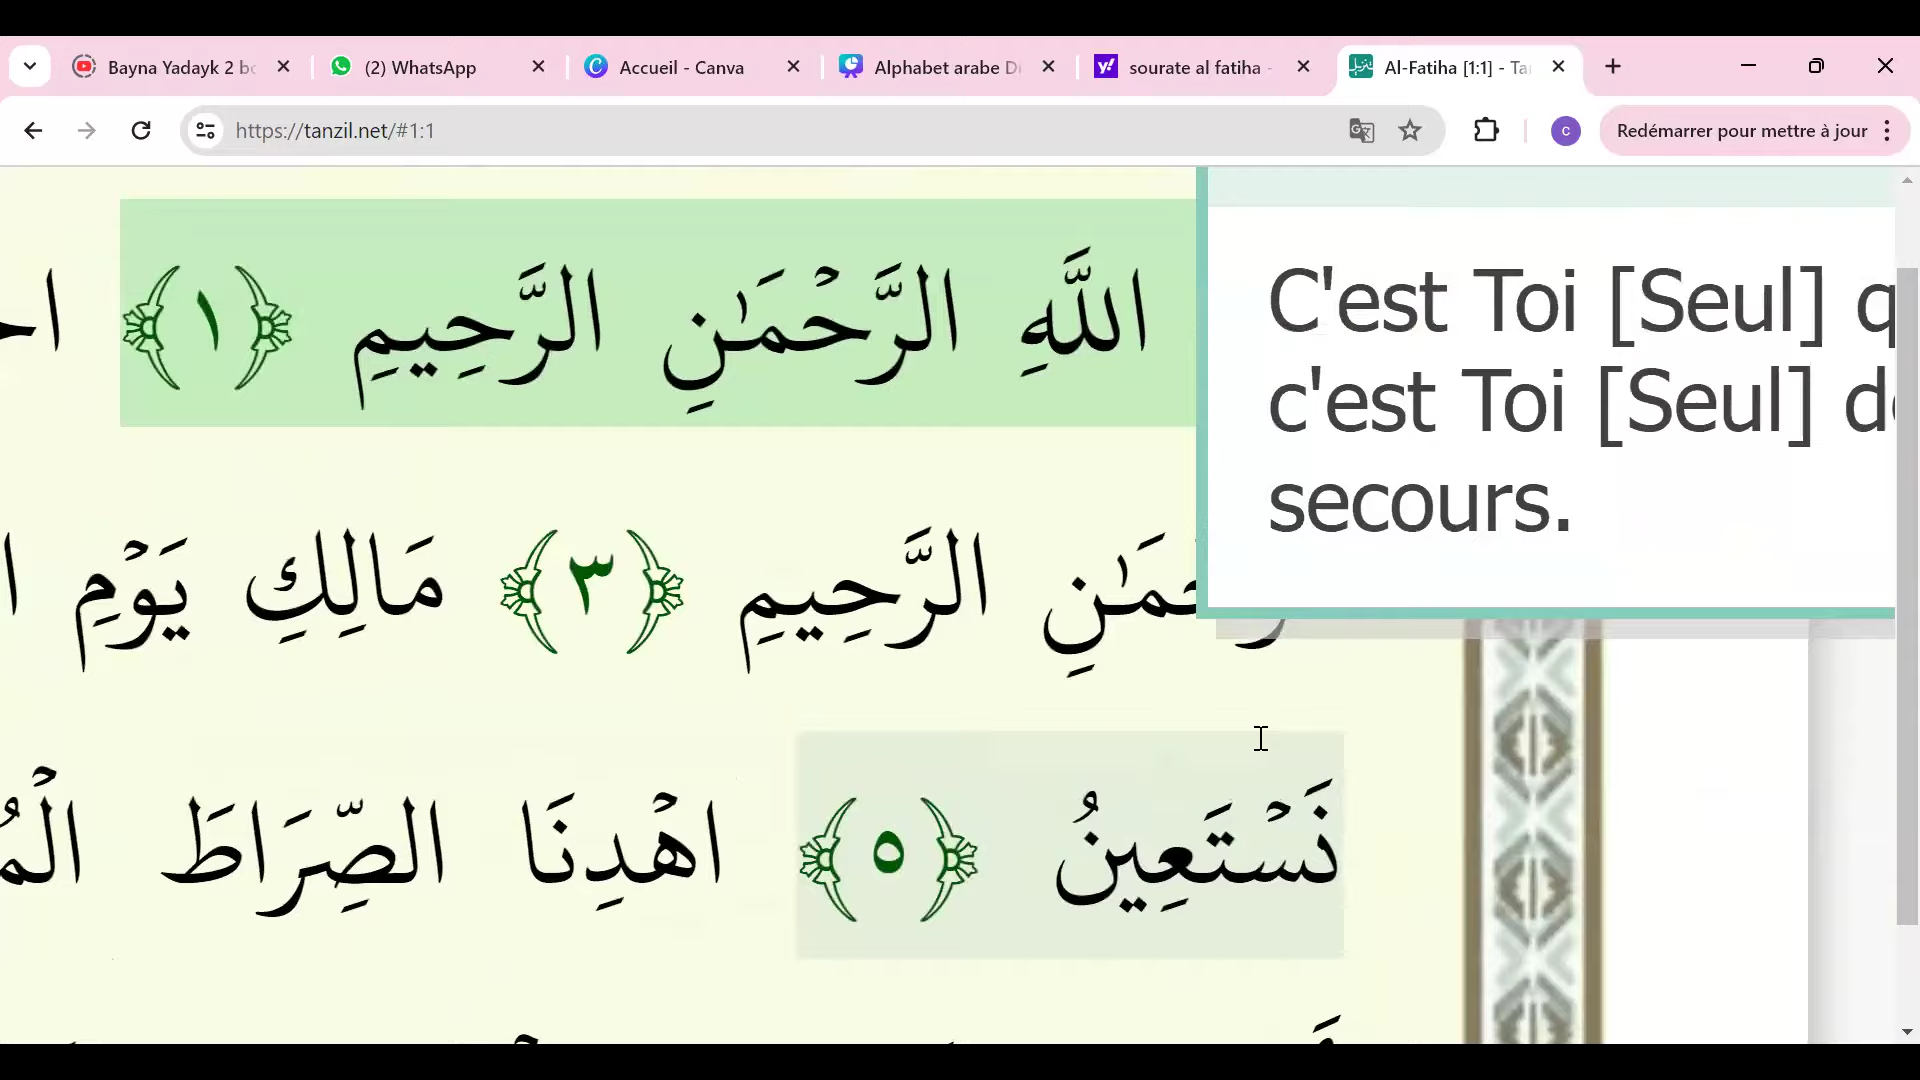 Bayna Yadayk 2 b
(2) WhatsApp
Accueil - Canva
Alphabet arabe D
sourate al fatiha -
Al-Fatiha [1:1] - Ta
https://tanzil.net/#1:1
Redémarrer pour mettre à jour
اللَّهِ الرَّحْمَٰنِ الرَّحِيمِ ﴿١﴾
C'est Toi [Seul] q
c'est Toi [Seul] d
secours.
الرَّحِيمِ ﴿٣﴾ مَالِكِ يَوْمِ
نَسْتَعِينُ ﴿٥﴾ اهْدِنَا الصِّرَاطَ